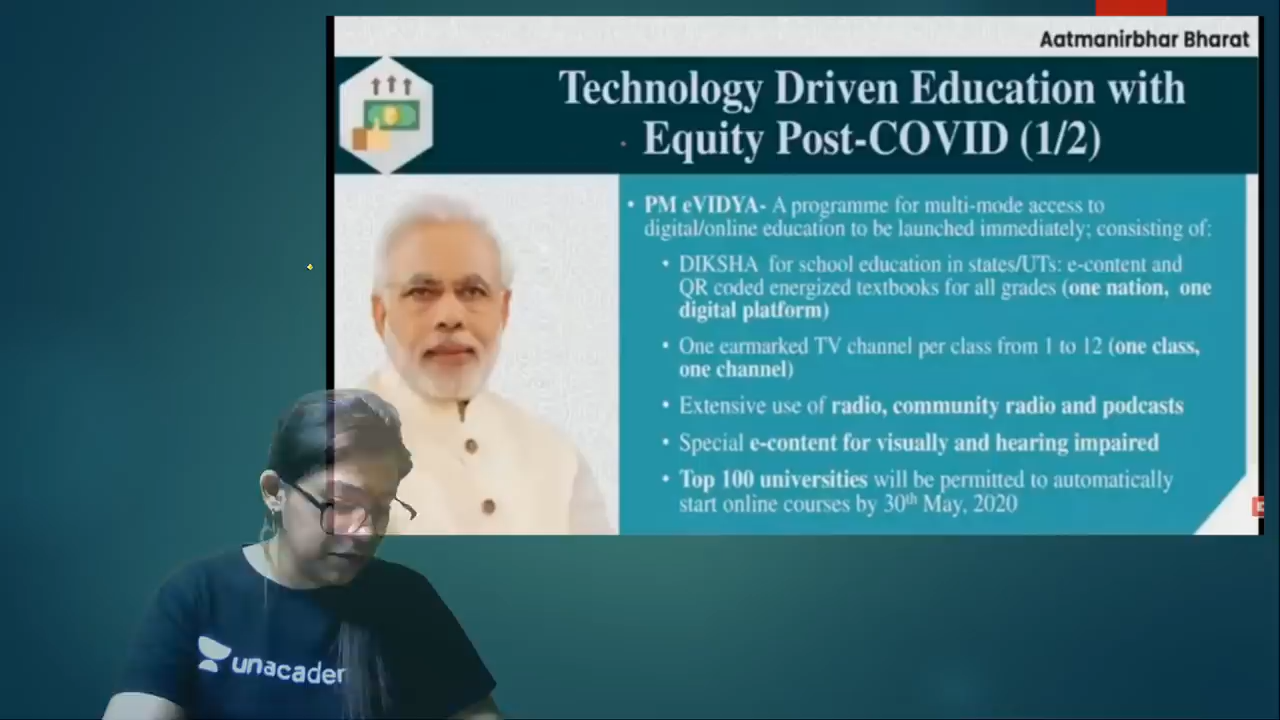 Aatmanirbhar Bharat
Technology Driven Education with
Equity Post-COVID (1/2)
• PM eVIDYA- A programme for multi-mode access to
digital/online education to be launched immediately; consisting of:
• DIKSHA for school education in states/UTs: e-content and
QR coded energized textbooks for all grades (one nation, one
digital platform)
• One earmarked TV channel per class from 1 to 12 (one class,
one channel)
• Extensive use of radio, community radio and podcasts
• Special e-content for visually and hearing impaired
• Top 100 universities will be permitted to automatically
start online courses by 30th May, 2020
unacader